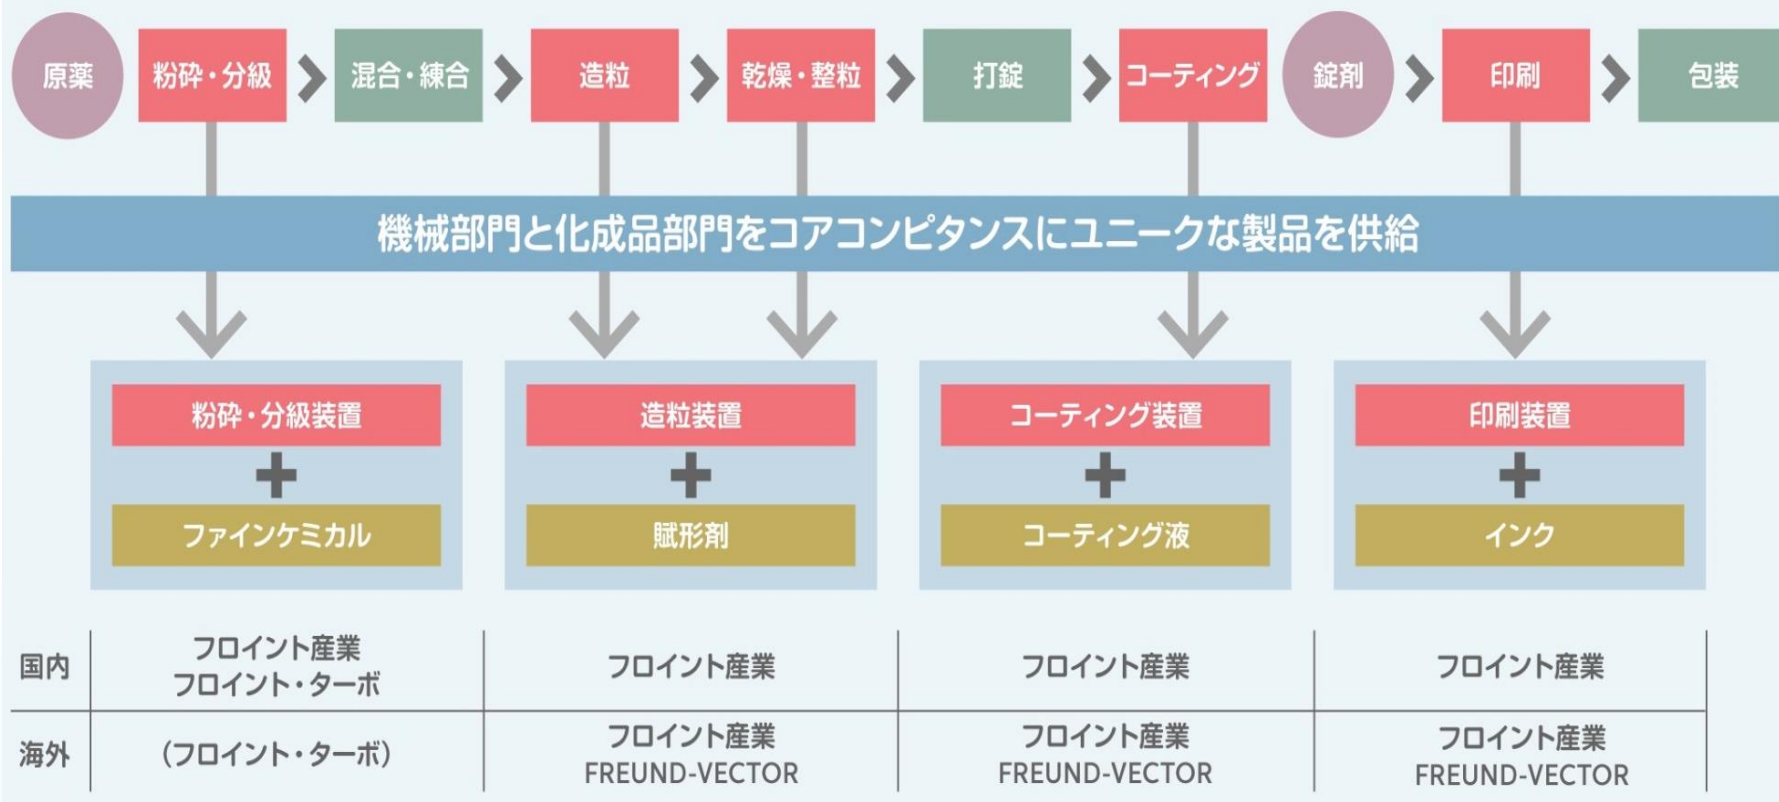 原薬
粉砕・分級
混合・練合
造粒
乾燥・整粒
打錠
コーティング
錠剤
印刷
包装
機械部門と化成品部門をコアコンピタンスにユニークな製品を供給
粉砕・分級装置
ファインケミカル
造粒装置
賦形剤
コーティング装置
コーティング液
印刷装置
インク
国内
フロイント産業
フロイント・ターボ
フロイント産業
フロイント産業
フロイント産業
海外
(フロイント・ターボ)
フロイント産業
FREUND-VECTOR
フロイント産業
FREUND-VECTOR
フロイント産業
FREUND-VECTOR